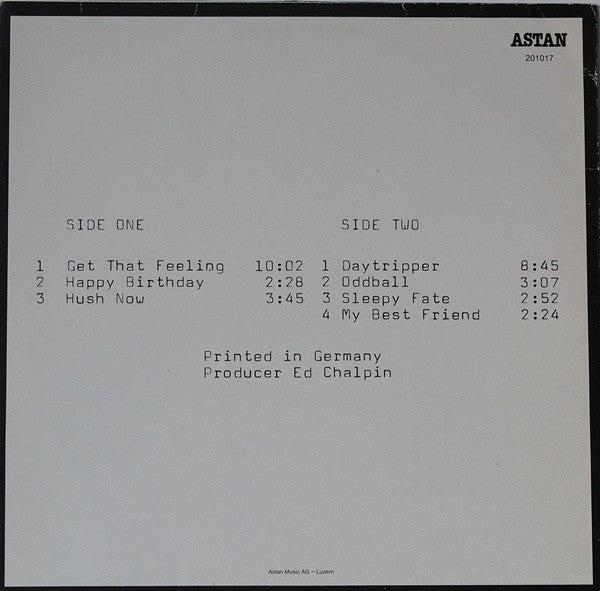 ASTAN
201017
SIDE ONE
1 Get That Feeling 10:02
2 Happy Birthday 2:28
3 Hush Now 3:45
SIDE TWO
1 Daytripper 8:45
2 Oddball 3:07
3 Sleepy Fate 2:52
4 My Best Friend 2:24
Printed in Germany
Producer Ed Chalpin
Astan Music AG – Luzern